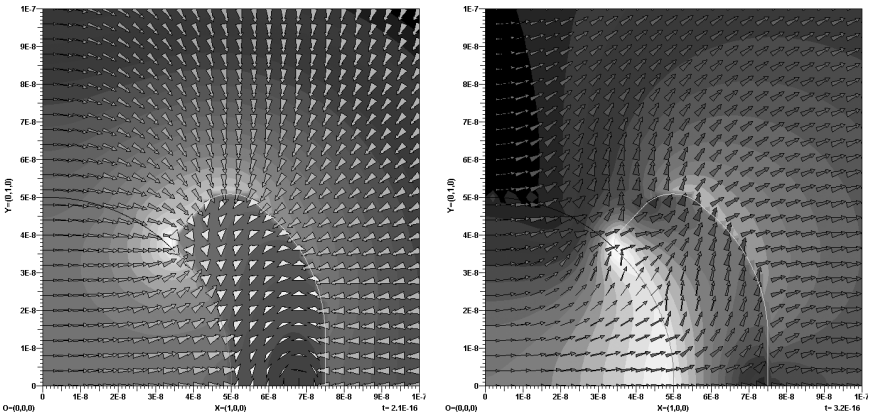 1E-7
9E-8
8E-8
7E-8
6E-8
5E-8
4E-8
3E-8
2E-8
1E-8
0
Y=(0,1,0)
0 1E-8 2E-8 3E-8 4E-8 5E-8 6E-8 7E-8 8E-8 9E-8 1E-7
O=(0,0,0) X=(1,0,0) t= 2.1E-16
1E-7
9E-8
8E-8
7E-8
6E-8
5E-8
4E-8
3E-8
2E-8
1E-8
0
Y=(0,1,0)
0 1E-8 2E-8 3E-8 4E-8 5E-8 6E-8 7E-8 8E-8 9E-8 1E-7
O=(0,0,0) X=(1,0,0) t= 3.2E-16